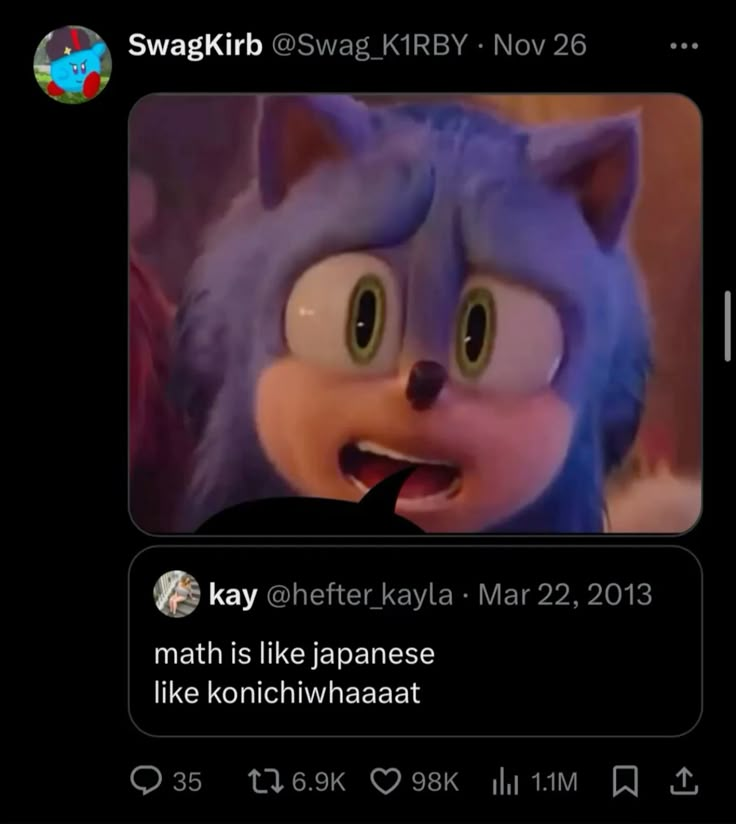 SwagKirb @Swag_K1RBY · Nov 26
kay @hefter_kayla · Mar 22, 2013
math is like japanese
like konichiwhaaaat
35 6.9K 98K 1.1M